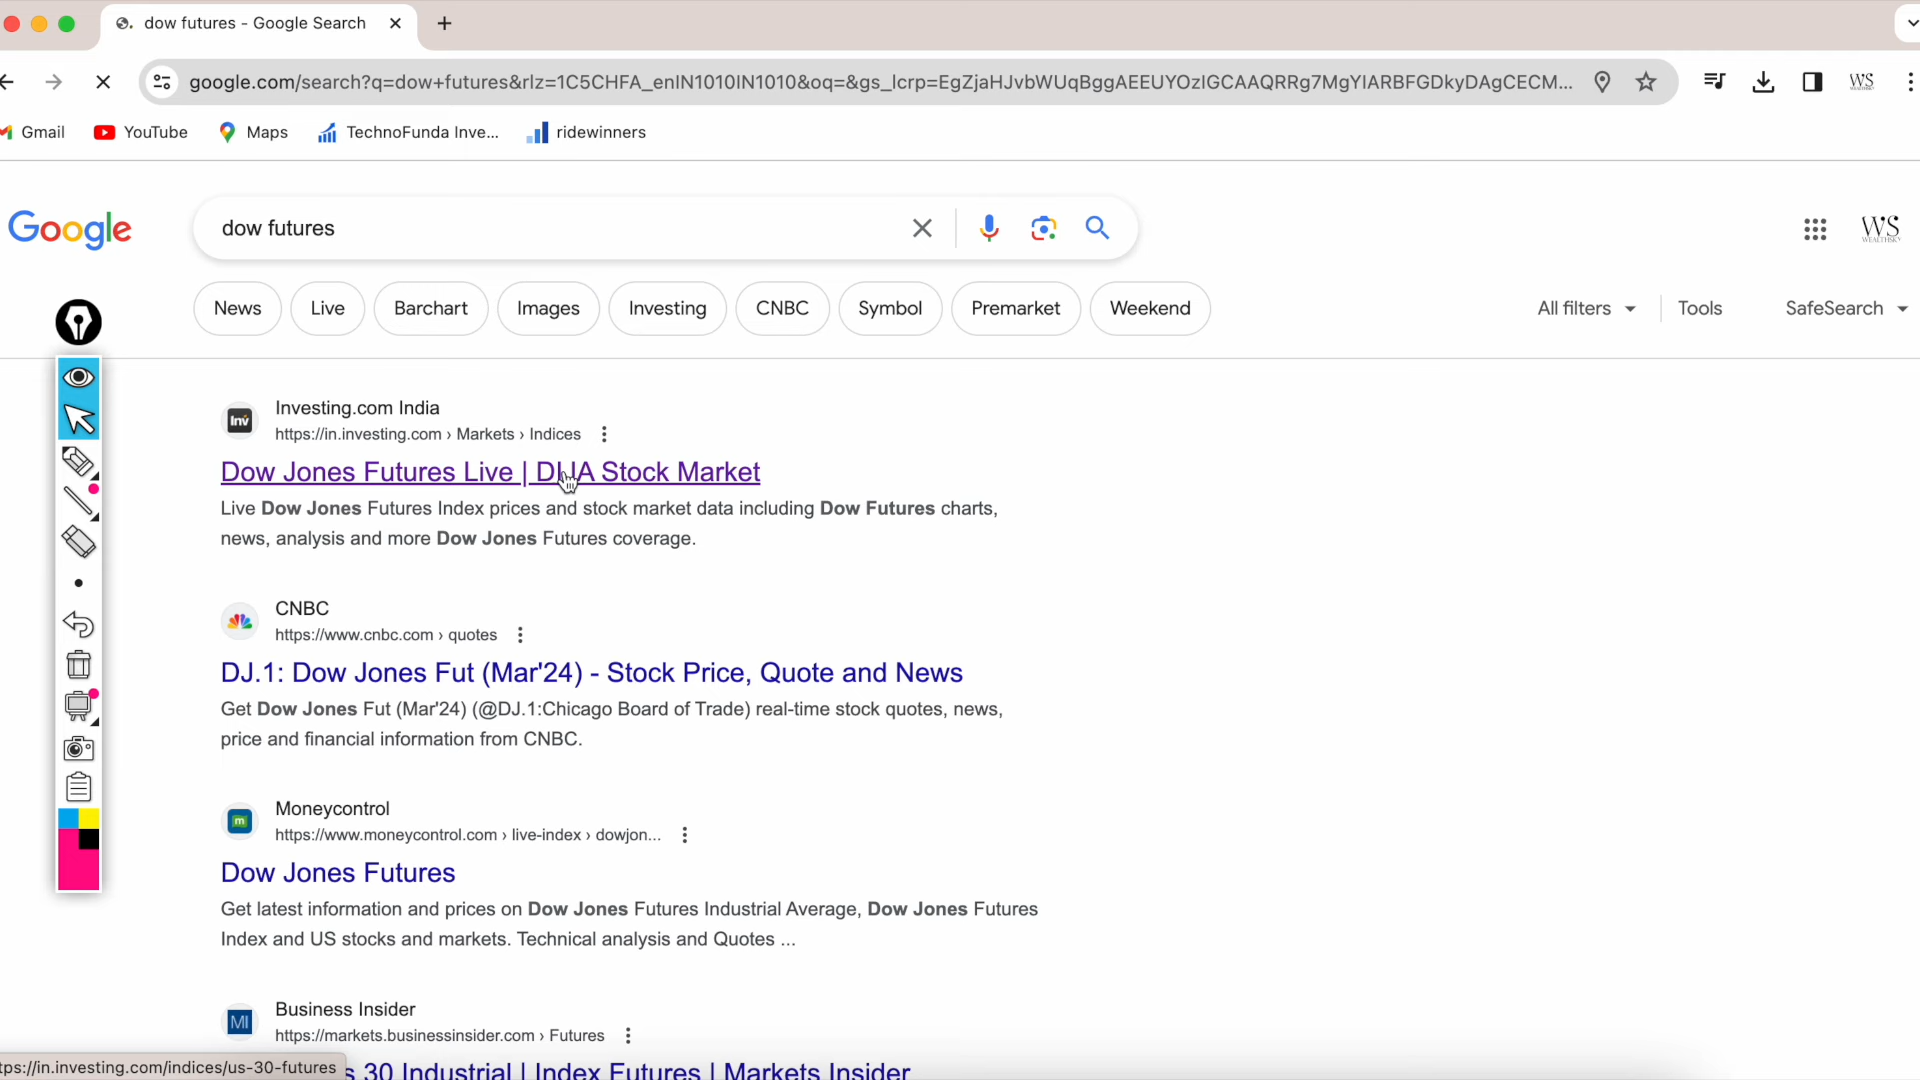 dow futures - Google Search
google.com/search?q=dow+futures&rlz=1C5CHFA_enIN1010IN1010&oq=&gs_lcrp=EgZjaHJvbWUqBggAEEUYOzIGCAAQRRg7MgYIARBFGDkyDAgCECM...
Gmail YouTube Maps TechnoFunda Inve... ridewinners
Google dow futures WS WEALTHSKY
News Live Barchart Images Investing CNBC Symbol Premarket Weekend All filters Tools SafeSearch
Inv Investing.com India
https://in.investing.com › Markets › Indices
Dow Jones Futures Live | DJIA Stock Market
Live Dow Jones Futures Index prices and stock market data including Dow Futures charts,
news, analysis and more Dow Jones Futures coverage.
CNBC
https://www.cnbc.com › quotes
DJ.1: Dow Jones Fut (Mar'24) - Stock Price, Quote and News
Get Dow Jones Fut (Mar'24) (@DJ.1:Chicago Board of Trade) real-time stock quotes, news,
price and financial information from CNBC.
m Moneycontrol
https://www.moneycontrol.com › live-index › dowjon...
Dow Jones Futures
Get latest information and prices on Dow Jones Futures Industrial Average, Dow Jones Futures
Index and US stocks and markets. Technical analysis and Quotes ...
MI Business Insider
https://markets.businessinsider.com › Futures
s 30 Industrial | Index Futures | Markets Insider
tps://in.investing.com/indices/us-30-futures